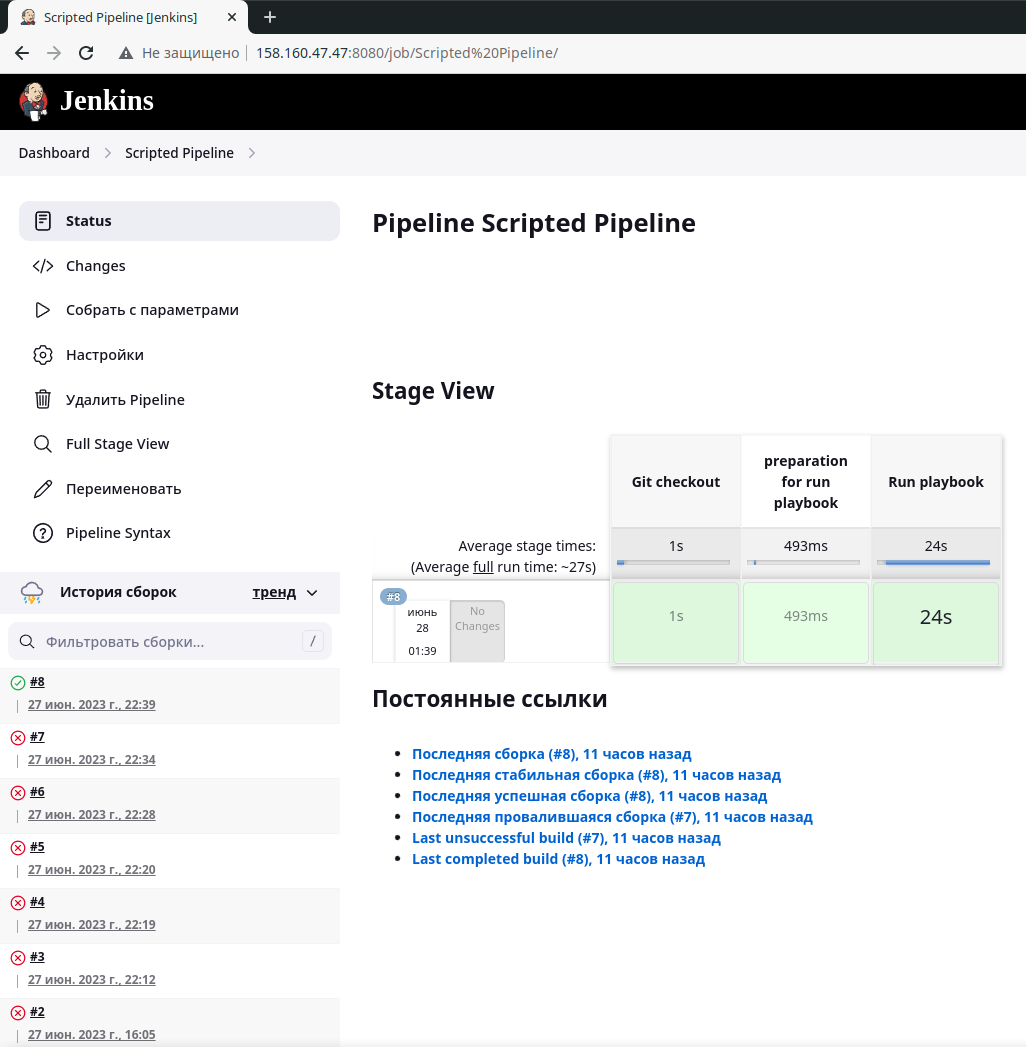 Scripted Pipeline [Jenkins]
Не защищено
158.160.47.47:8080/job/Scripted%20Pipeline/
Jenkins
Dashboard
Scripted Pipeline
Status
Changes
Собрать с параметрами
Настройки
Удалить Pipeline
Full Stage View
Переименовать
Pipeline Syntax
История сборок
тренд
Фильтровать сборки...
/
#8
27 июн. 2023 г., 22:39
#7
27 июн. 2023 г., 22:34
#6
27 июн. 2023 г., 22:28
#5
27 июн. 2023 г., 22:20
#4
27 июн. 2023 г., 22:19
#3
27 июн. 2023 г., 22:12
#2
27 июн. 2023 г., 16:05
Pipeline Scripted Pipeline
Stage View
Git checkout
preparation
for run
playbook
Run playbook
Average stage times:
(Average full run time: ~27s)
1s
493ms
24s
#8
июнь
28
01:39
No
Changes
1s
493ms
24s
Постоянные ссылки
Последняя сборка (#8), 11 часов назад
Последняя стабильная сборка (#8), 11 часов назад
Последняя успешная сборка (#8), 11 часов назад
Последняя провалившаяся сборка (#7), 11 часов назад
Last unsuccessful build (#7), 11 часов назад
Last completed build (#8), 11 часов назад